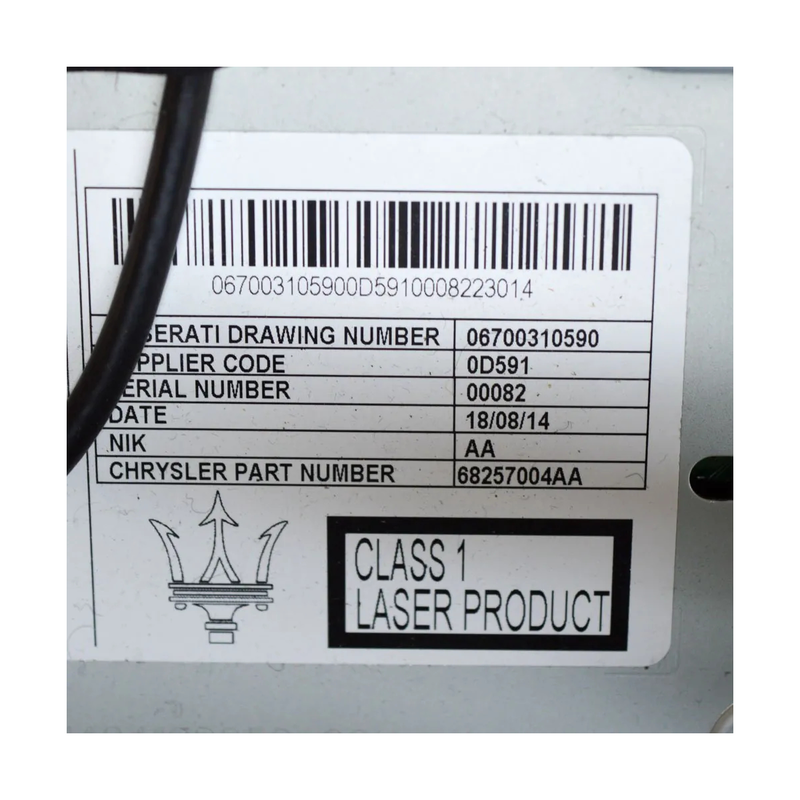 067003105900D5910008223014
SERATI DRAWING NUMBER 06700310590
PPLIER CODE 0D591
ERIAL NUMBER 00082
DATE 18/08/14
NIK AA
CHRYSLER PART NUMBER 68257004AA
CLASS 1
LASER PRODUCT